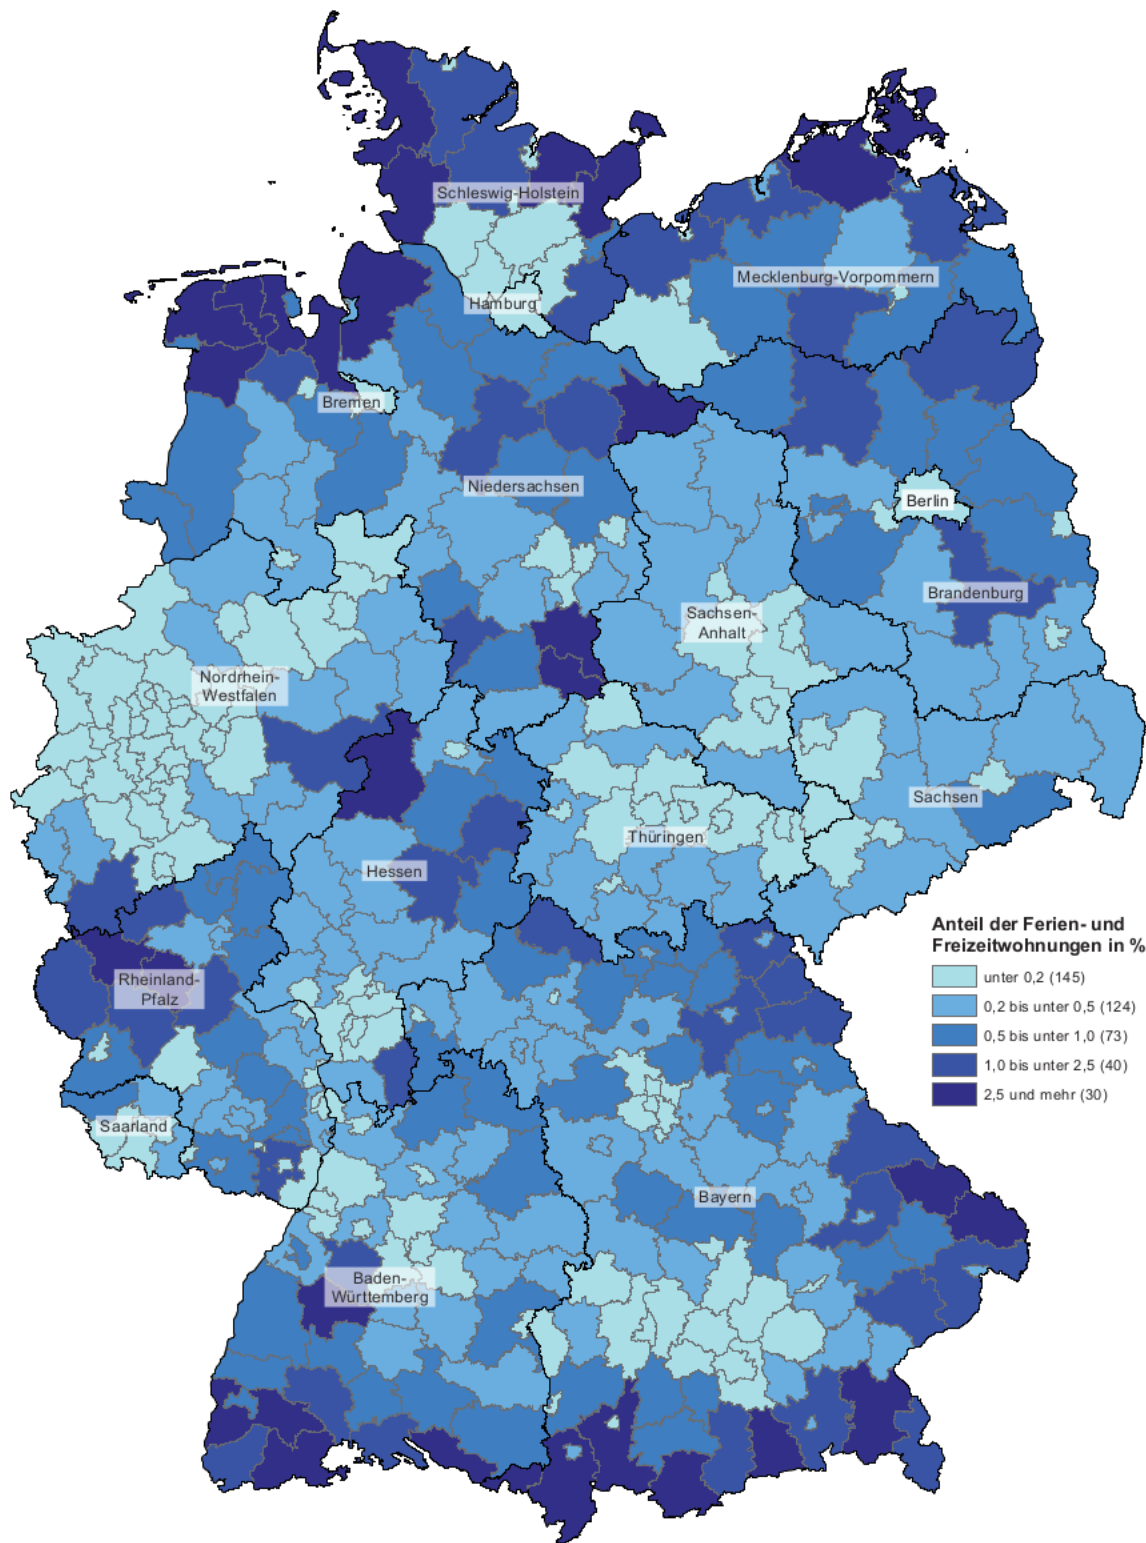 Schleswig-Holstein
Mecklenburg-Vorpommern
Hamburg
Bremen
Niedersachsen
Berlin
Brandenburg
Sachsen-
Anhalt
Nordrhein-
Westfalen
Sachsen
Thüringen
Hessen
Anteil der Ferien- und
Freizeitwohnungen in %
unter 0,2 (145)
0,2 bis unter 0,5 (124)
0,5 bis unter 1,0 (73)
1,0 bis unter 2,5 (40)
2,5 und mehr (30)
Rheinland-
Pfalz
Saarland
Bayern
Baden-
Württemberg